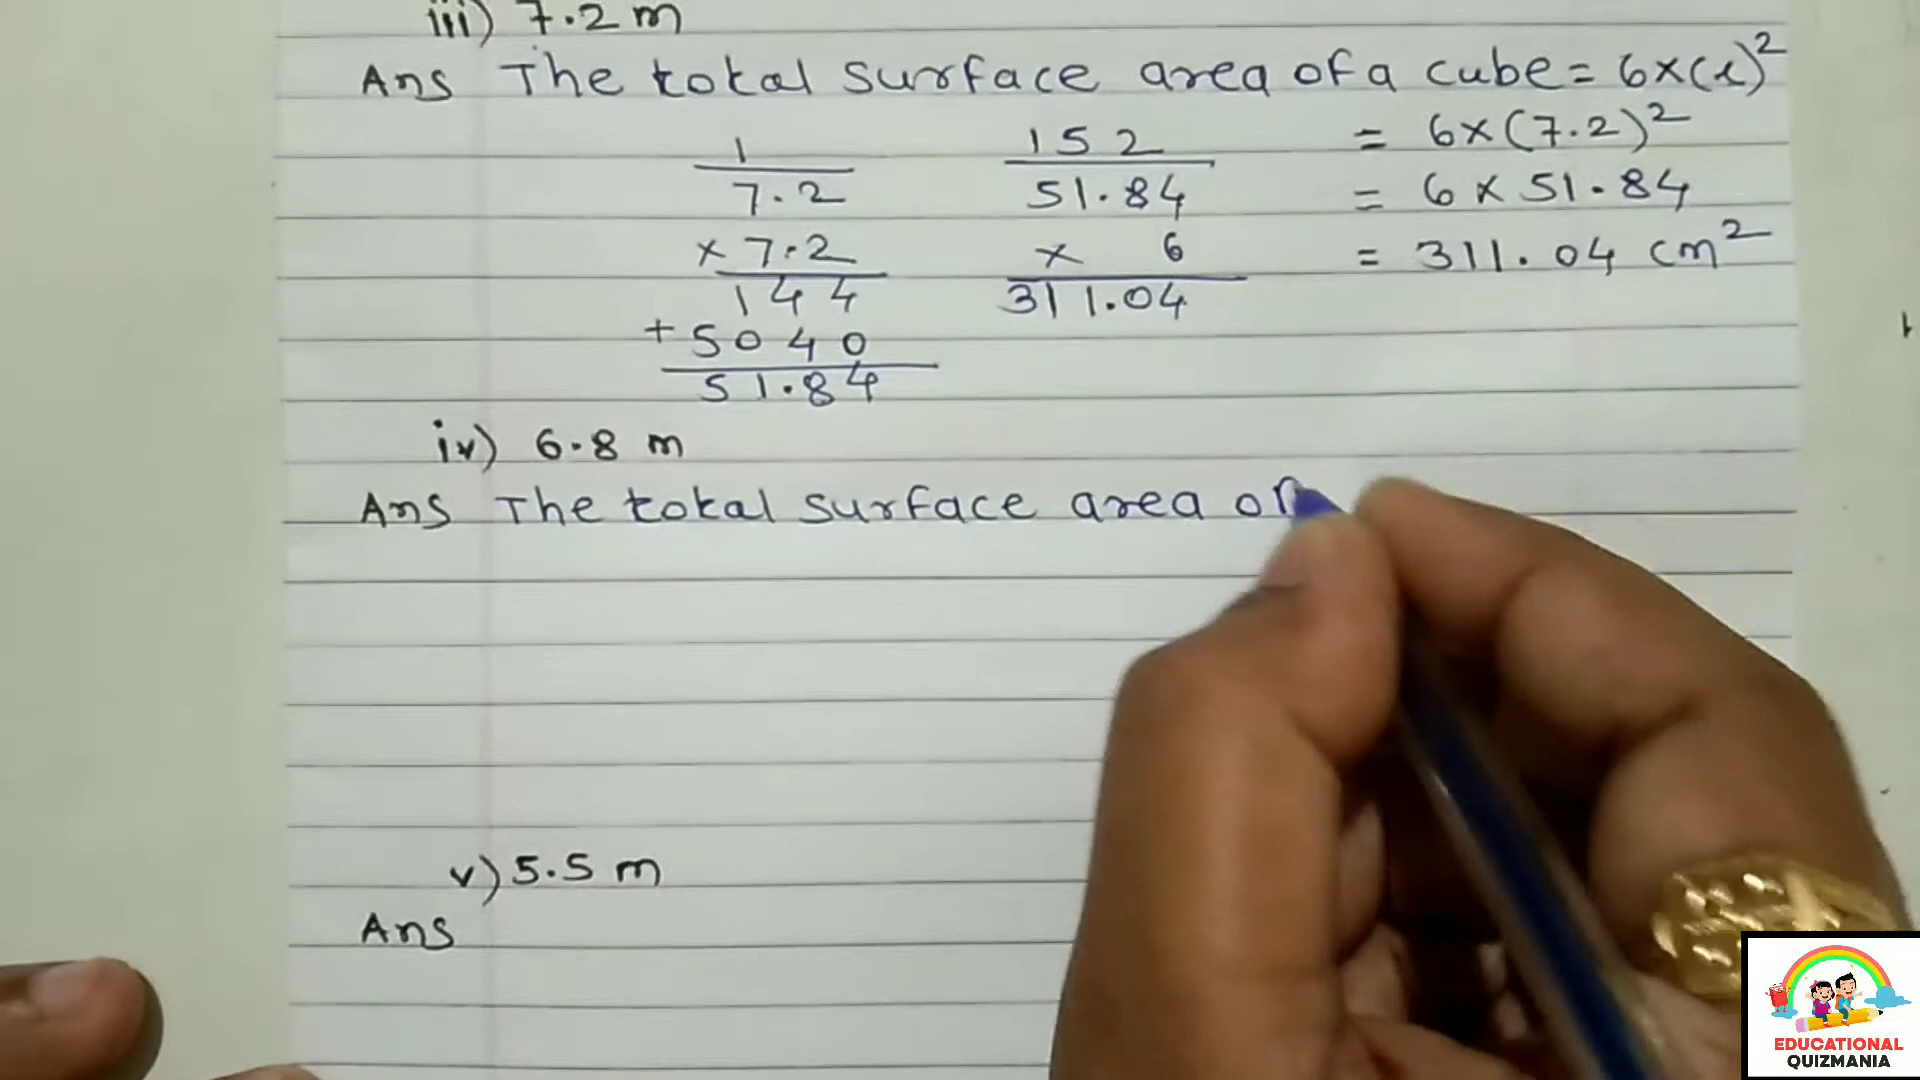 iii) 7.2 m
Ans The total surface area of a cube = 6×(l)²
= 6×(7.2)²
= 6 × 51.84
= 311.04 cm²
1
7.2
× 7.2
144
+ 5040
51.84
152
51.84
× 6
311.04
iv) 6.8 m
Ans The total surface area of
v) 5.5 m
Ans
EDUCATIONAL
QUIZMANIA